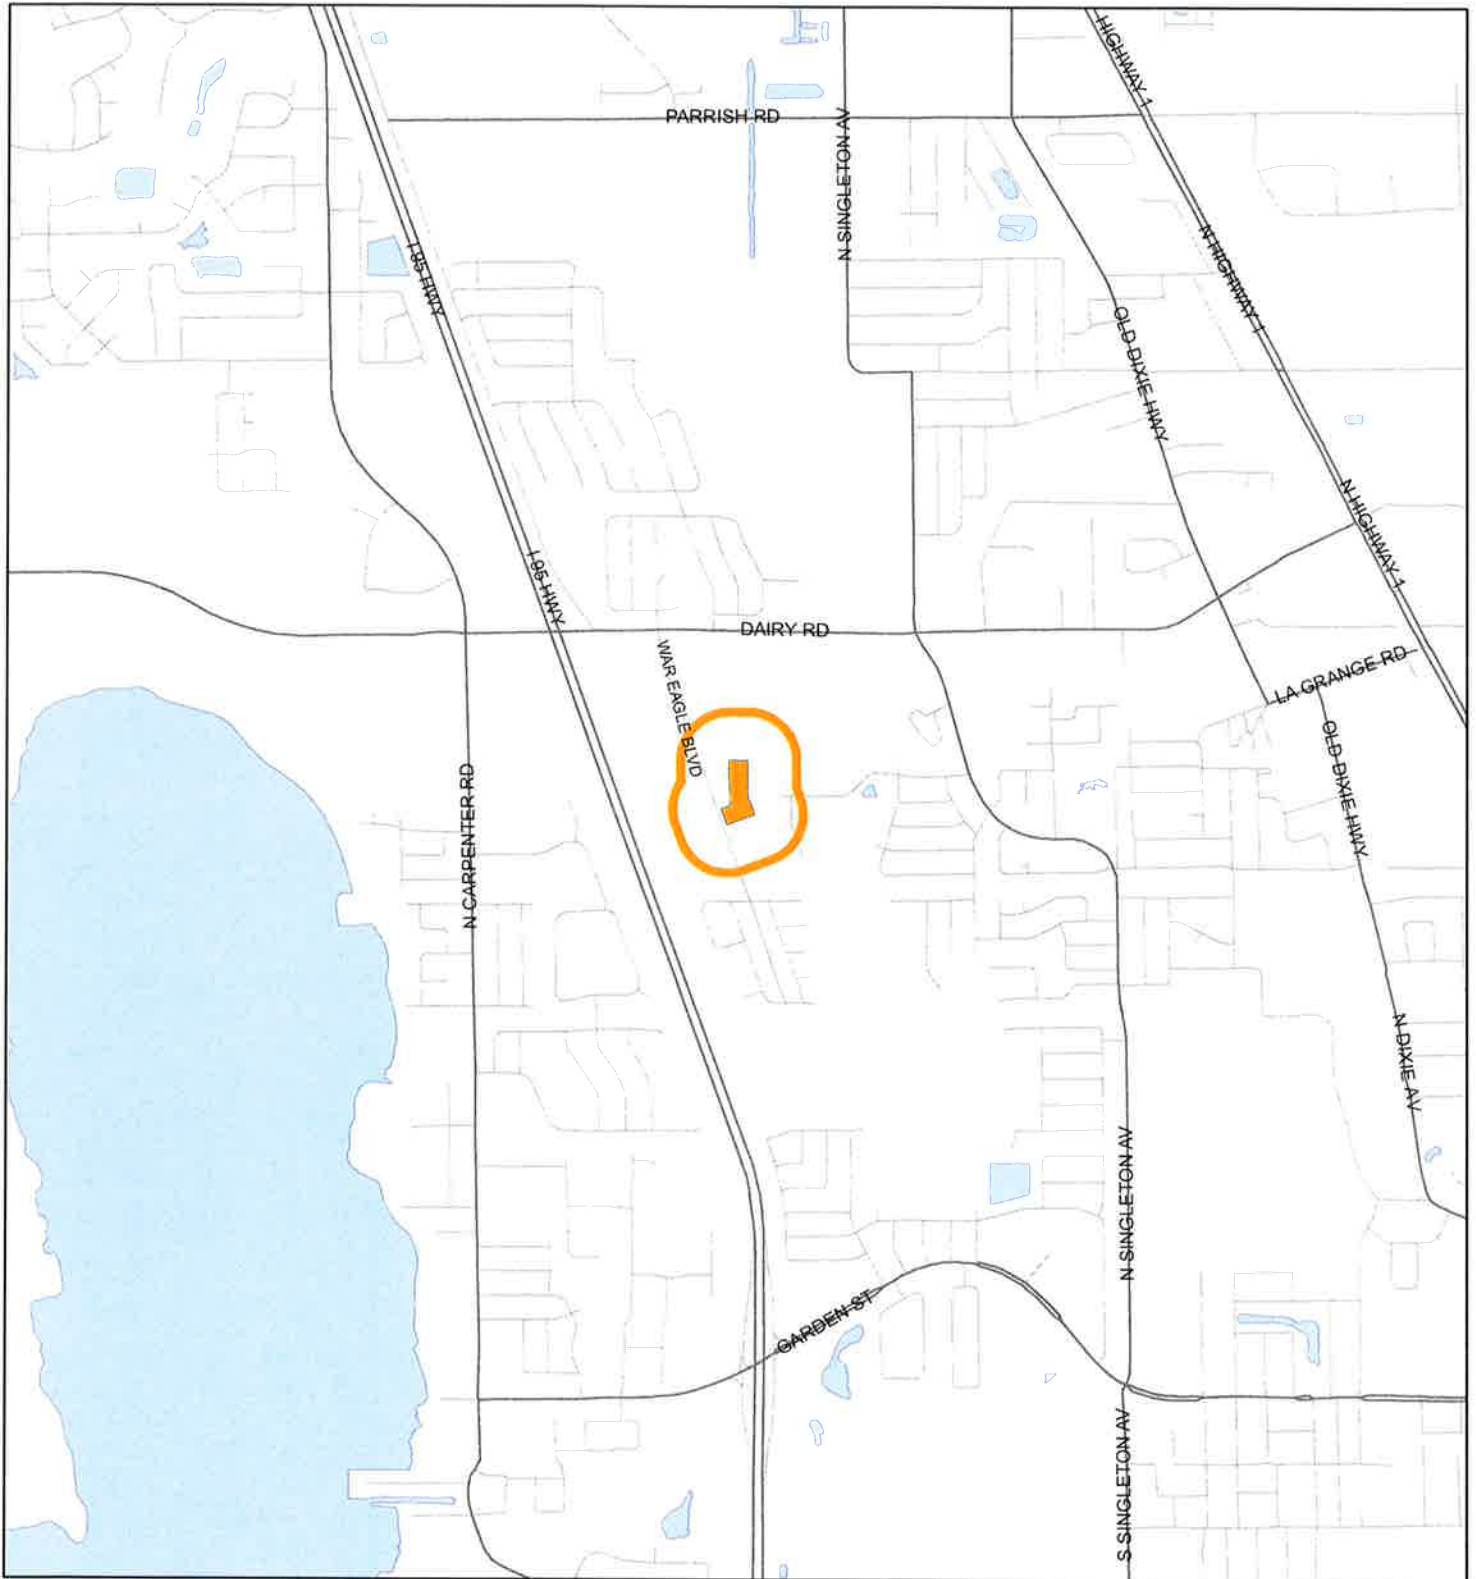 HIGHWAY 1
PARRISH RD
N SINGLETON AV
I-95 HWY
N HIGHWAY 1
OLD DIXIE HWY
N HIGHWAY 1
I-95 HWY
DAIRY RD
WAR EAGLE BLVD
LA GRANGE RD
OLD DIXIE HWY
N CARPENTER RD
N DIXIE AV
N SINGLETON AV
GARDEN ST
S SINGLETON AV